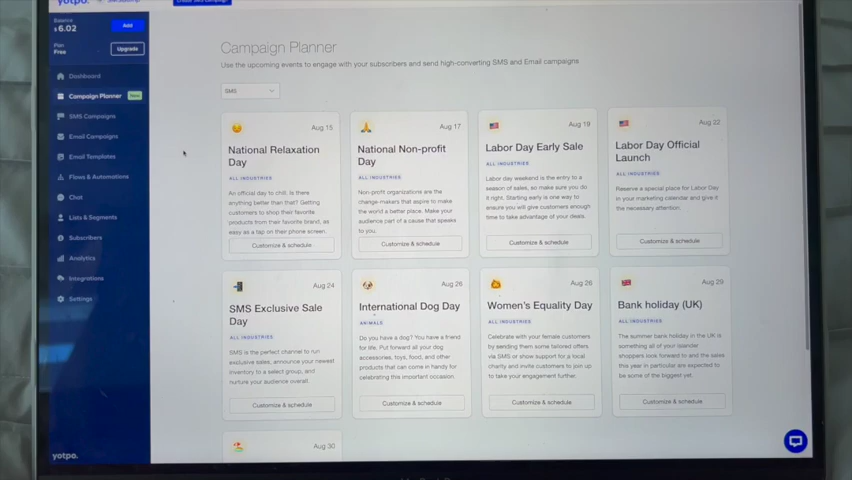 yotpo.
Balance
$6.02
Add
Plan
Free
Upgrade
Dashboard
Campaign Planner
New
SMS Campaigns
Email Campaigns
Email Templates
Flows & Automations
Chat
Lists & Segments
Subscribers
Analytics
Integrations
Settings
yotpo.
Campaign Planner
Use the upcoming events to engage with your subscribers and send high-converting SMS and Email campaigns
SMS
Aug 15
National Relaxation
Day
ALL INDUSTRIES
An official day to chill. Is there
anything better than that? Getting
customers to shop their favorite
products from their favorite brand, as
easy as a tap on their phone screen.
Customize & schedule
Aug 17
National Non-profit
Day
ALL INDUSTRIES
Non-profit organizations are the
change-makers that aspire to make
the world a better place. Make your
audience part of a cause that speaks
to you.
Customize & schedule
Aug 19
Labor Day Early Sale
ALL INDUSTRIES
Labor day weekend is the entry to a
season of sales, so make sure you do
it right. Starting early is one way to
ensure you will give customers enough
time to take advantage of your deals.
Customize & schedule
Aug 22
Labor Day Official
Launch
ALL INDUSTRIES
Reserve a special place for Labor Day
in your marketing calendar and give it
the necessary attention.
Customize & schedule
Aug 24
SMS Exclusive Sale
Day
ALL INDUSTRIES
SMS is the perfect channel to run
exclusive sales, announce your newest
inventory to a select group, and
nurture your audience overall.
Customize & schedule
Aug 26
International Dog Day
ANIMALS
Do you have a dog? You have a friend
for life. Put forward all your dog
accessories, toys, food, and other
products that can come in handy for
celebrating this important occasion.
Customize & schedule
Aug 26
Women's Equality Day
ALL INDUSTRIES
Celebrate with your female customers
by sending them some tailored offers
via SMS or show support for a local
charity and invite customers to join up
to take your engagement further.
Customize & schedule
Aug 29
Bank holiday (UK)
ALL INDUSTRIES
The summer bank holiday in the UK is
something all of your islander
shoppers look forward to and the sales
this year in particular are expected to
be some of the biggest yet.
Customize & schedule
Aug 30